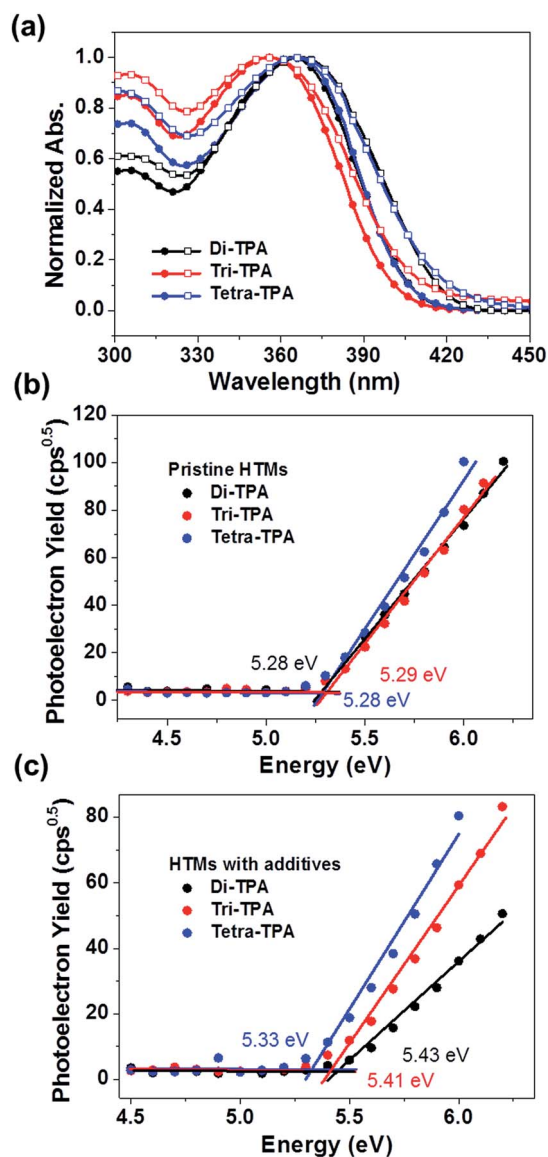 (a)
Normalized Abs.
1.0
0.8
0.6
0.4
0.2
0.0
Di-TPA
Tri-TPA
Tetra-TPA
300 330 360 390 420 450
Wavelength (nm)
(b)
Photoelectron Yield (cps0.5)
120
100
80
60
40
20
0
Pristine HTMs
Di-TPA
Tri-TPA
Tetra-TPA
5.28 eV
5.29 eV
5.28 eV
4.5 5.0 5.5 6.0
Energy (eV)
(c)
Photoelectron Yield (cps0.5)
80
60
40
20
0
HTMs with additives
Di-TPA
Tri-TPA
Tetra-TPA
5.33 eV
5.43 eV
5.41 eV
4.5 5.0 5.5 6.0
Energy (eV)